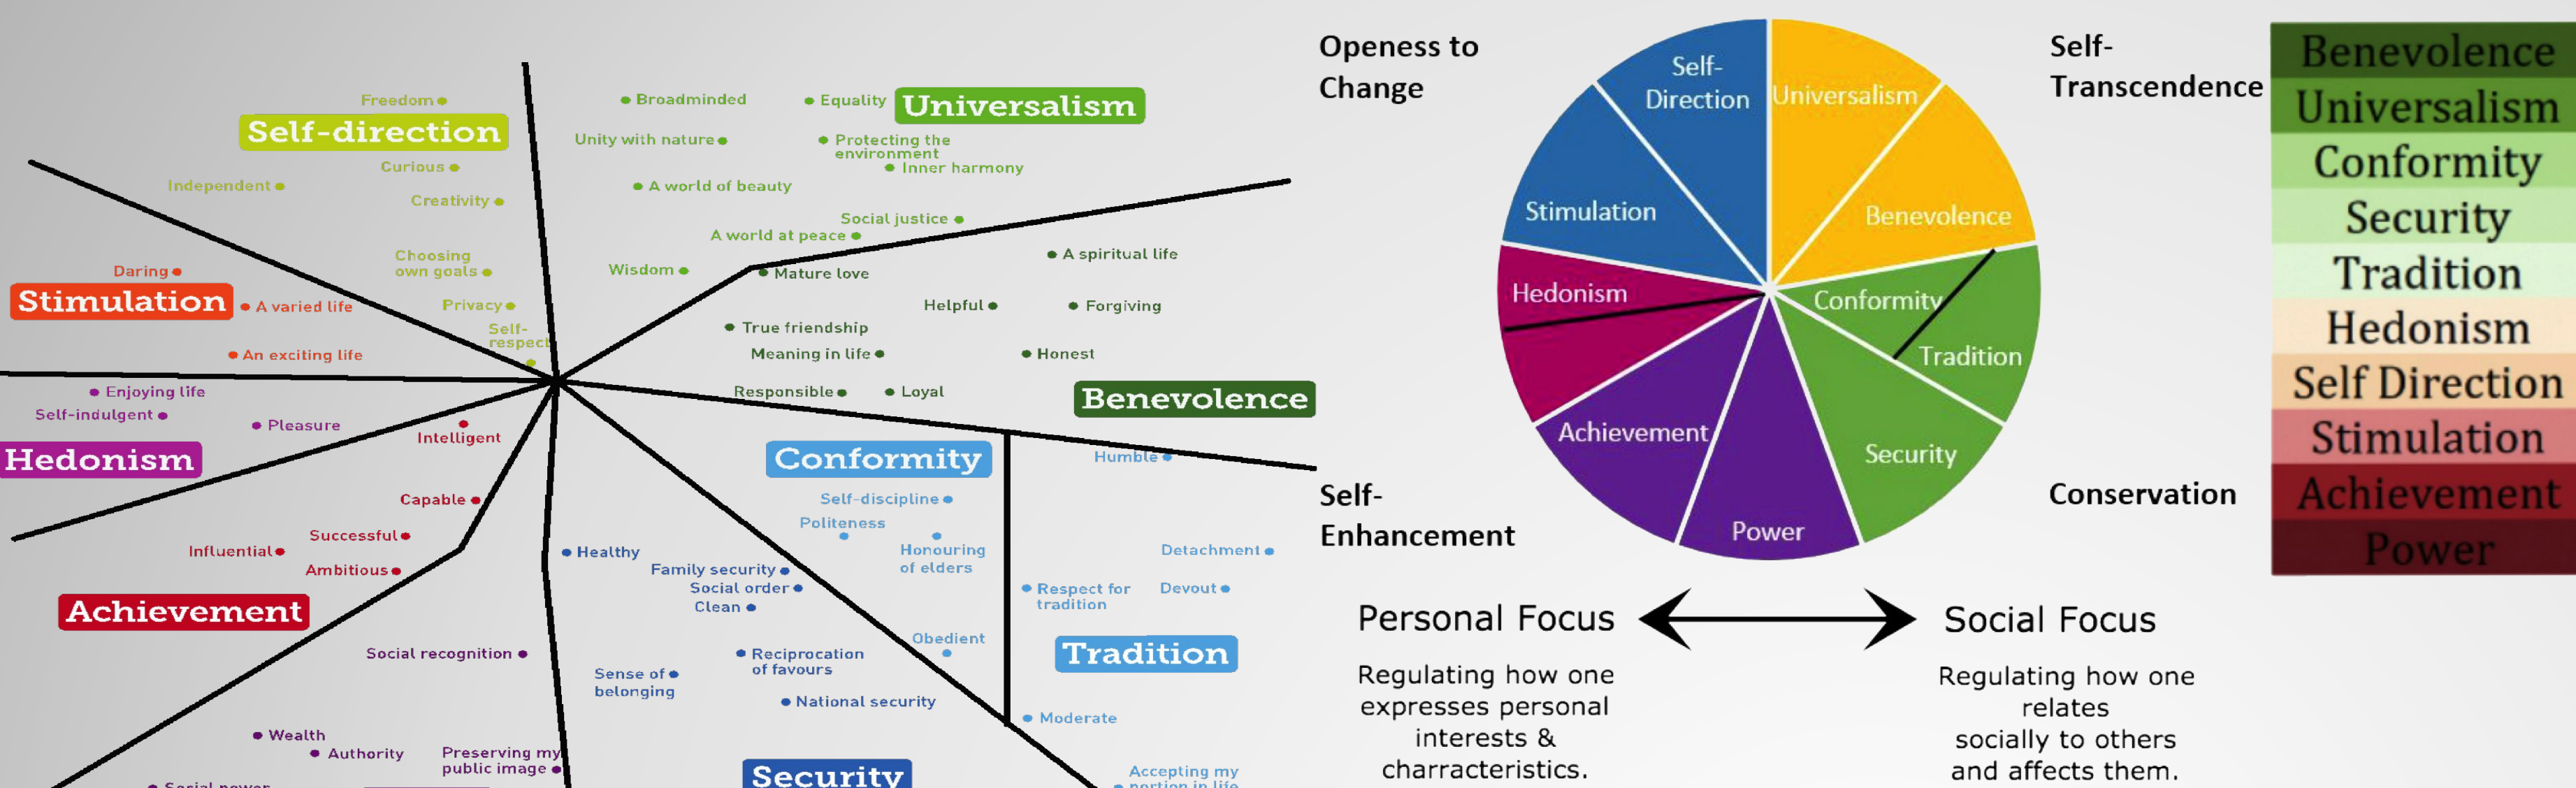 Freedom
Self-direction
Curious
Independent
Creativity
Choosing
own goals
Privacy
Self-
respect
Broadminded
Equality
Universalism
Unity with nature
Protecting the
environment
Inner harmony
A world of beauty
Social justice
A world at peace
Wisdom
Daring
Stimulation
A varied life
An exciting life
A spiritual life
Mature love
Helpful
Forgiving
True friendship
Meaning in life
Honest
Responsible
Loyal
Benevolence
Enjoying life
Self-indulgent
Pleasure
Hedonism
Intelligent
Capable
Successful
Influential
Ambitious
Achievement
Conformity
Self-discipline
Politeness
Honouring
of elders
Obedient
Humble
Detachment
Respect for
tradition
Devout
Tradition
Moderate
Accepting my
portion in life
Healthy
Family security
Social order
Clean
Reciprocation
of favours
Sense of
belonging
National security
Security
Social recognition
Wealth
Authority
Preserving my
public image
Social power
Openess to
Change
Self-
Transcendence
Self-
Direction
Universalism
Stimulation
Benevolence
Hedonism
Conformity
Tradition
Achievement
Security
Power
Self-
Enhancement
Conservation
Personal Focus
Regulating how one
expresses personal
interests &
charracteristics.
Social Focus
Regulating how one
relates
socially to others
and affects them.
Benevolence
Universalism
Conformity
Security
Tradition
Hedonism
Self Direction
Stimulation
Achievement
Power